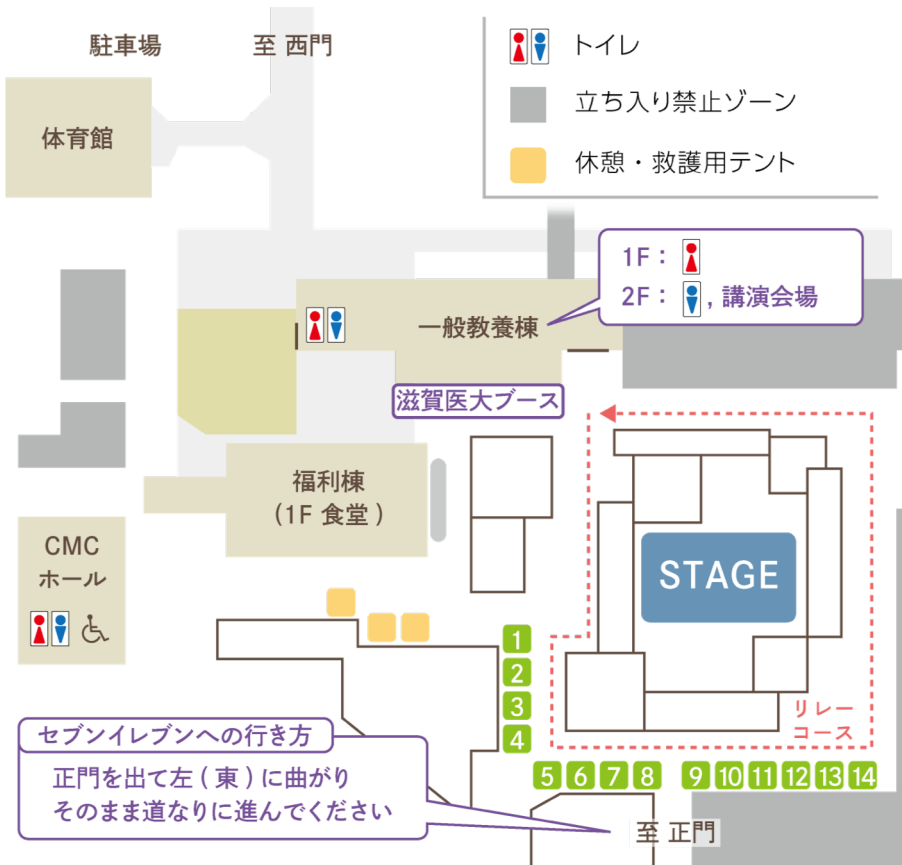 駐車場
至 西門
トイレ
立ち入り禁止ゾーン
休憩・救護用テント
体育館
1F：
2F： , 講演会場
一般教養棟
滋賀医大ブース
福利棟
(1F 食堂)
STAGE
CMC
ホール
1
2
3
4
リレー
コース
セブンイレブンへの行き方
正門を出て左(東)に曲がり
そのまま道なりに進んでください
5 6 7 8 9 10 11 12 13 14
至 正門